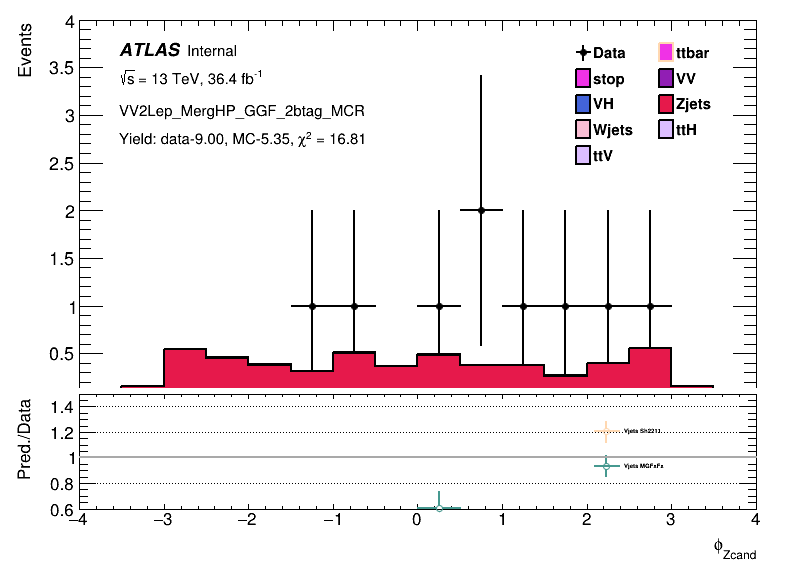 Events
4
3.5
3
2.5
2
1.5
1
0.5
ATLAS Internal
√s = 13 TeV, 36.4 fb⁻¹
VV2Lep_MergHP_GGF_2btag_MCR
Yield: data-9.00, MC-5.35, χ² = 16.81
Data ttbar
stop VV
VH Zjets
Wjets ttH
ttV
Pred./Data
1.4
1.2
1
0.8
0.6
Vjets Sh2211
Vjets MGFxFx
−4 −3 −2 −1 0 1 2 3 4
ϕ_Zcand